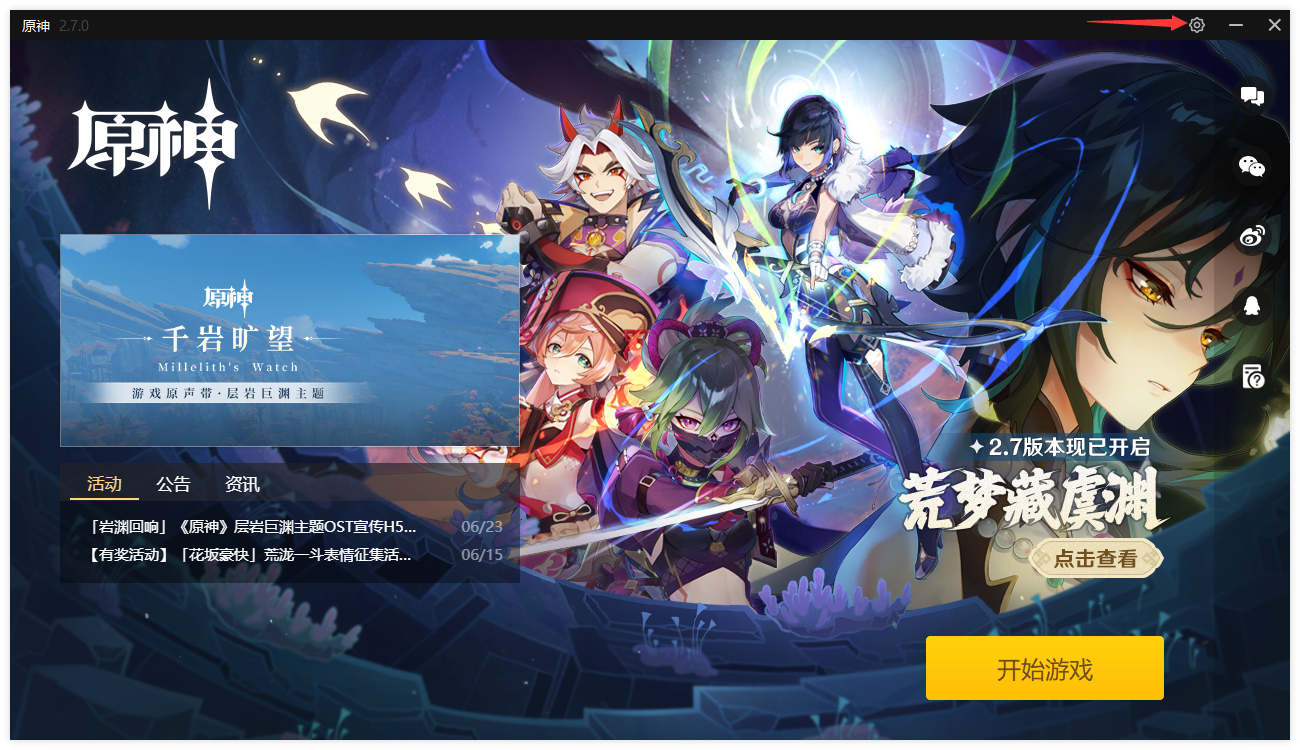 原神 2.7.0
原神
原神
千岩旷望
Millelith's Watch
游戏原声带·层岩巨渊主题
活动 公告 资讯
「岩渊回响」《原神》层岩巨渊主题OST宣传H5... 06/23
【有奖活动】「花坂豪快」荒泷一斗表情征集活... 06/15
2.7版本现已开启
荒梦藏虞渊
点击查看
开始游戏